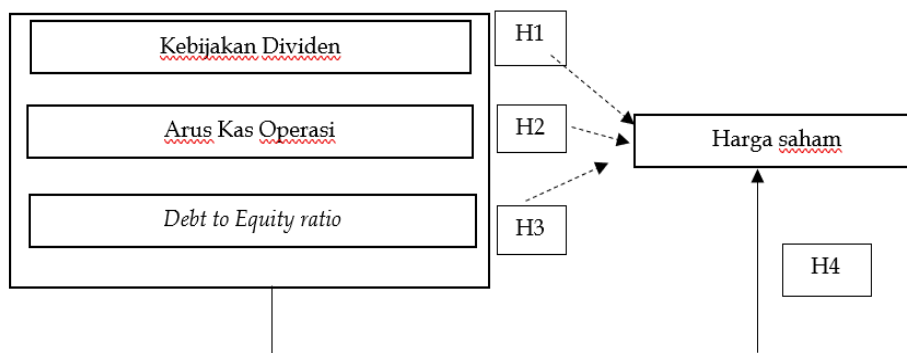 Kebijakan Dividen
H1
Arus Kas Operasi
H2
Harga saham
Debt to Equity ratio
H3
H4